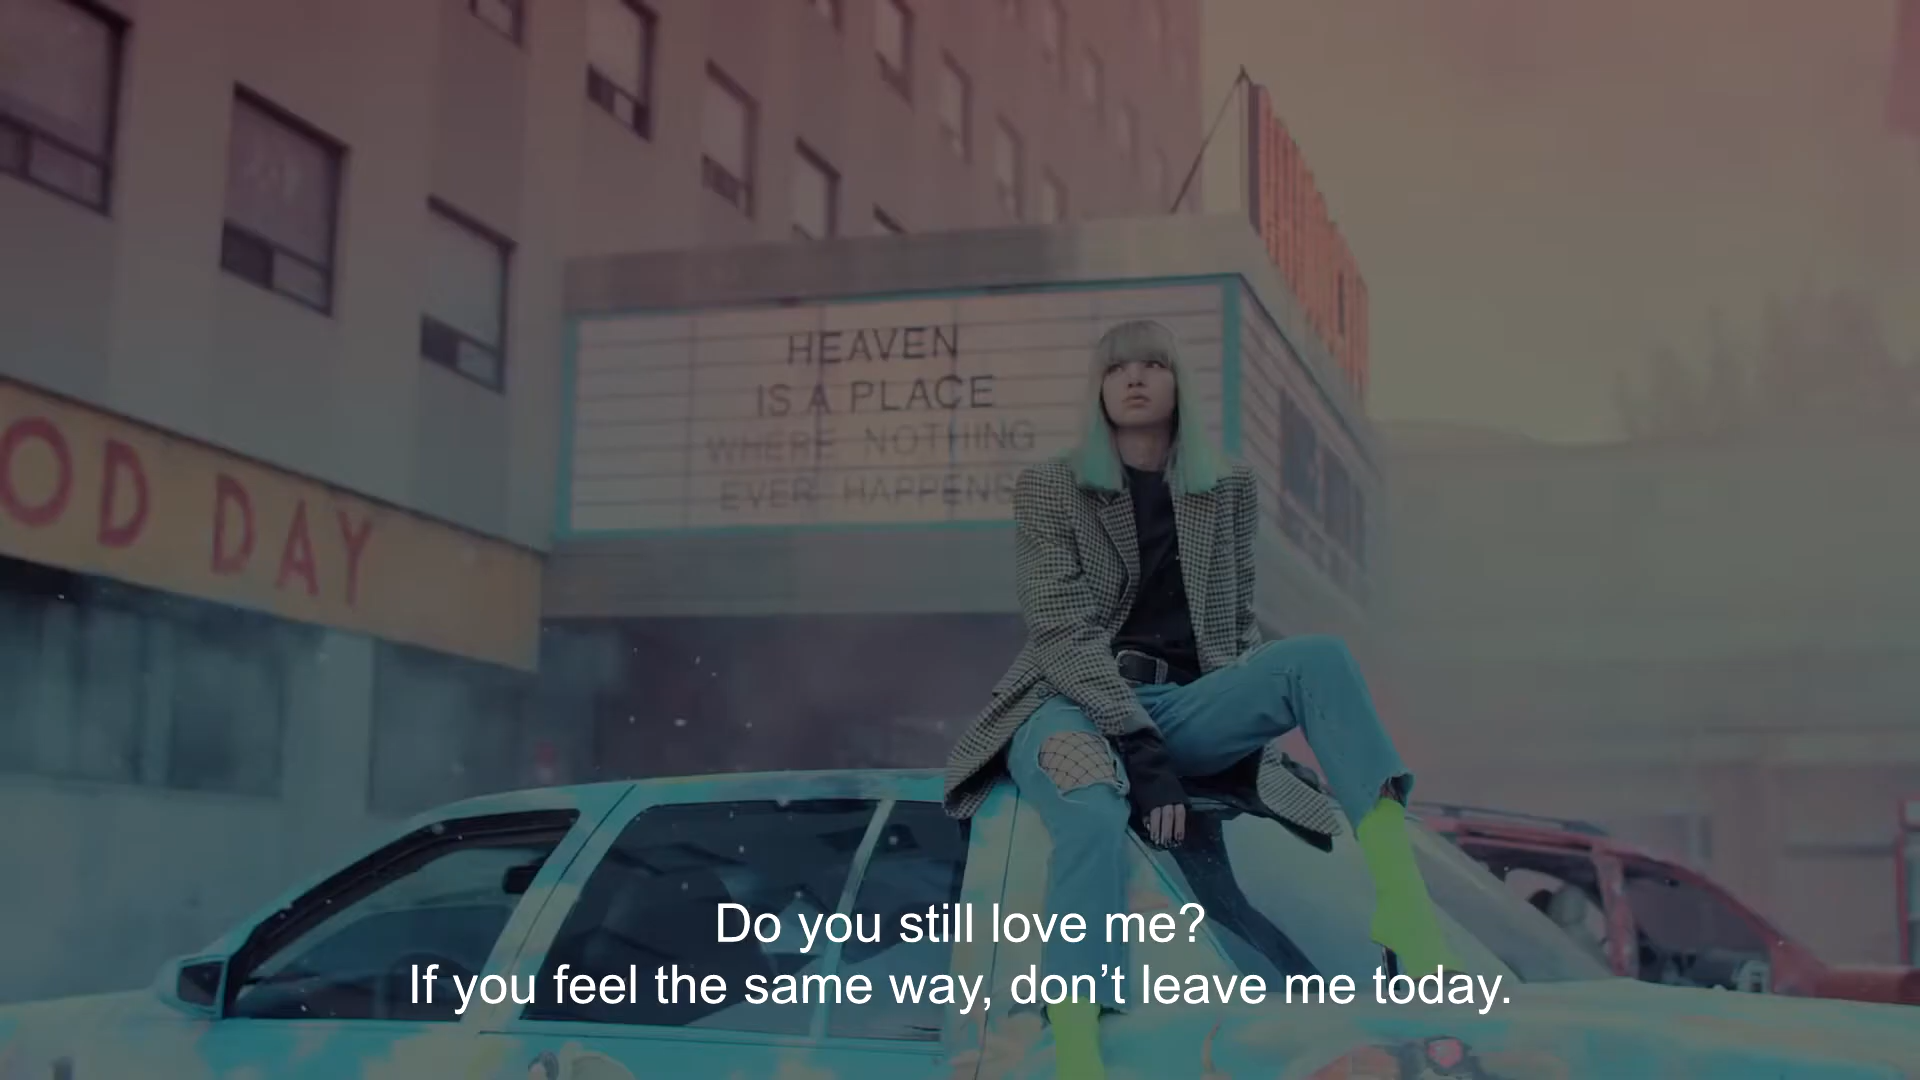 HEAVEN
IS A PLACE
WHERE NOTHING
EVER HAPPENS
OD DAY
Do you still love me?
If you feel the same way, don’t leave me today.